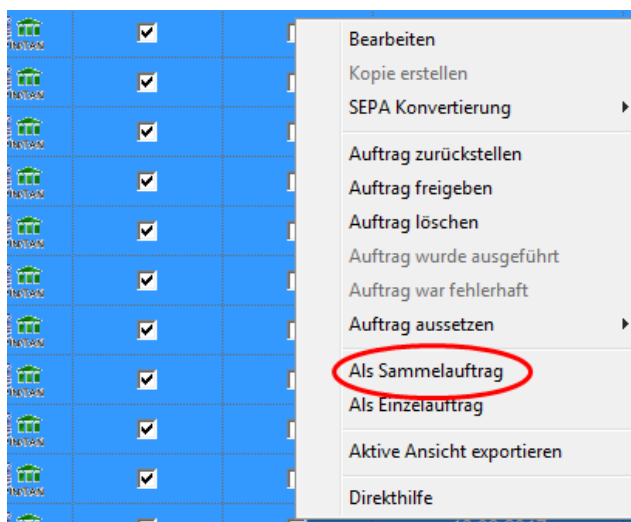 Bearbeiten
Kopie erstellen
SEPA Konvertierung
Auftrag zurückstellen
Auftrag freigeben
Auftrag löschen
Auftrag wurde ausgeführt
Auftrag war fehlerhaft
Auftrag aussetzen
Als Sammelauftrag
Als Einzelauftrag
Aktive Ansicht exportieren
Direkthilfe